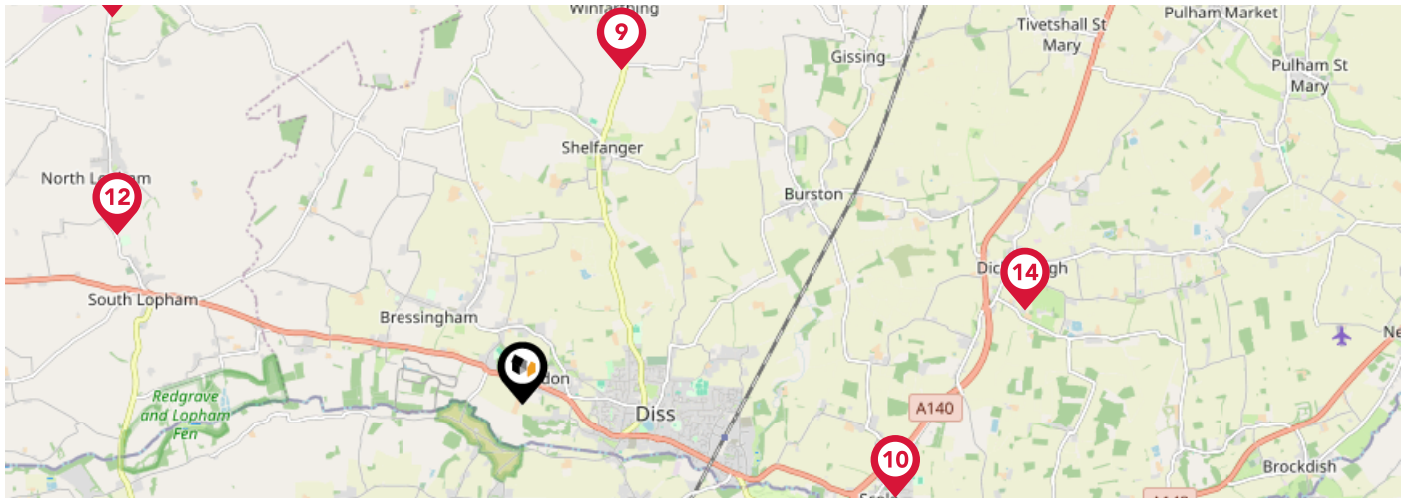 Winfarthing
9
Tivetshall St
Mary
Pulham Market
Gissing
Pulham St
Mary
Shelfanger
North
12
Burston
14
South Lopham
Bressingham
Redgrave
and Lopham
Fen
Diss
A140
10
Brockdish